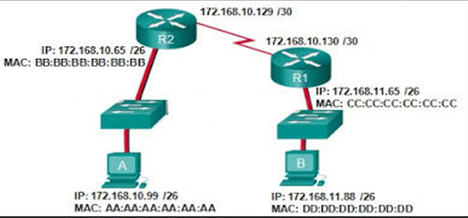 172.168.10.129 /30
R2
172.168.10.130 /30
IP: 172.168.10.65 /26
MAC: BB:BB:BB:BB:BB:BB
R1
IP: 172.168.11.65 /26
MAC: CC:CC:CC:CC:CC:CC
A
B
IP: 172.168.10.99 /26
MAC: AA:AA:AA:AA:AA:AA
IP: 172.168.11.88 /26
MAC: DD:DD:DD:DD:DD:DD